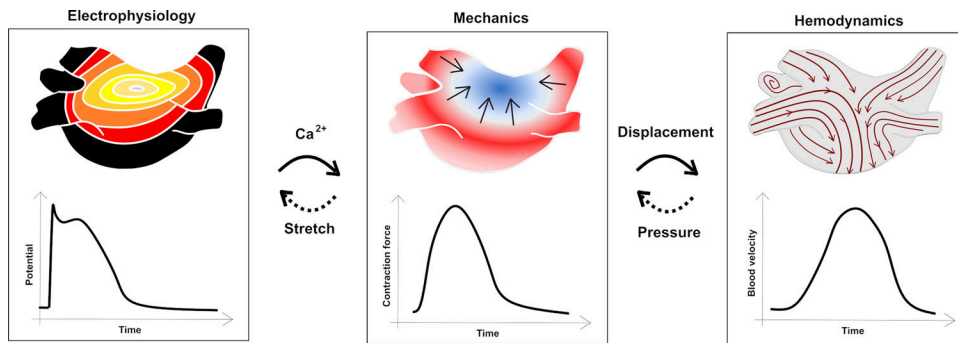 Electrophysiology
Mechanics
Hemodynamics
Ca²⁺
Stretch
Displacement
Pressure
Potential
Time
Contraction force
Time
Blood velocity
Time